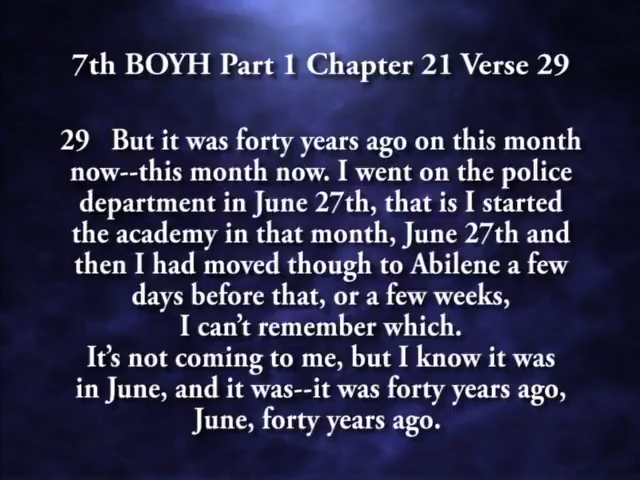 7th BOYH Part 1 Chapter 21 Verse 29
29 But it was forty years ago on this month
now--this month now. I went on the police
department in June 27th, that is I started
the academy in that month, June 27th and
then I had moved though to Abilene a few
days before that, or a few weeks,
I can't remember which.
It's not coming to me, but I know it was
in June, and it was--it was forty years ago,
June, forty years ago.